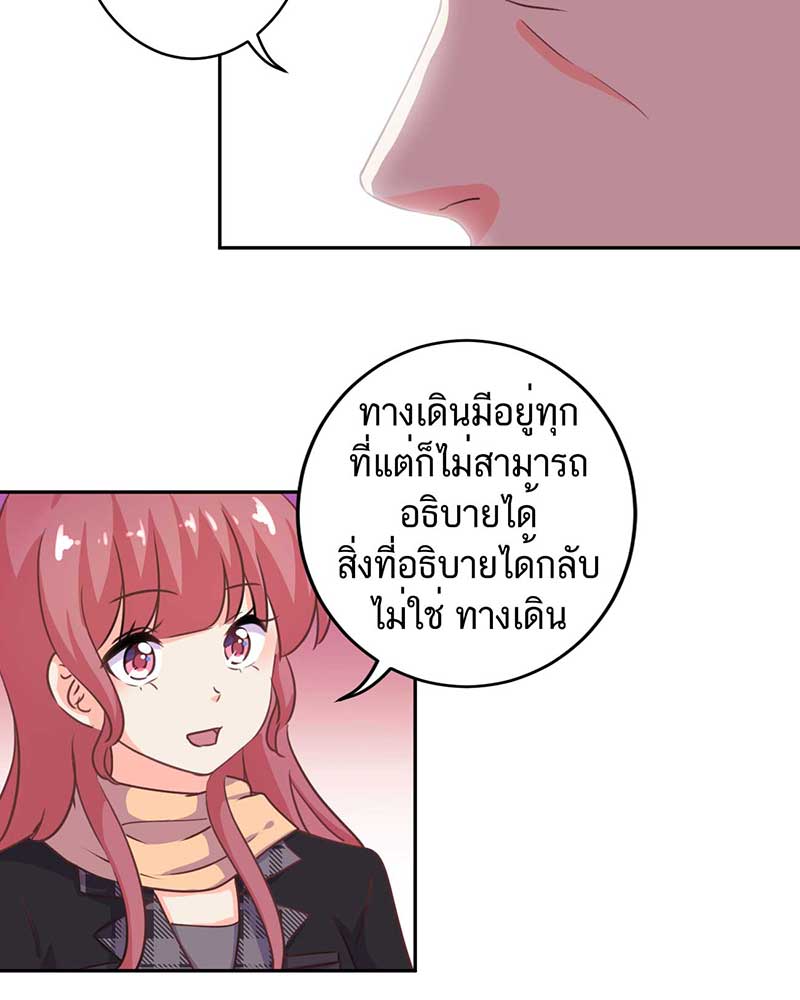 ทางเดินมีอยู่ทุก
ที่แต่ก็ไม่สามารถ
อธิบายได้
สิ่งที่อธิบายได้กลับ
ไม่ใช่ ทางเดิน